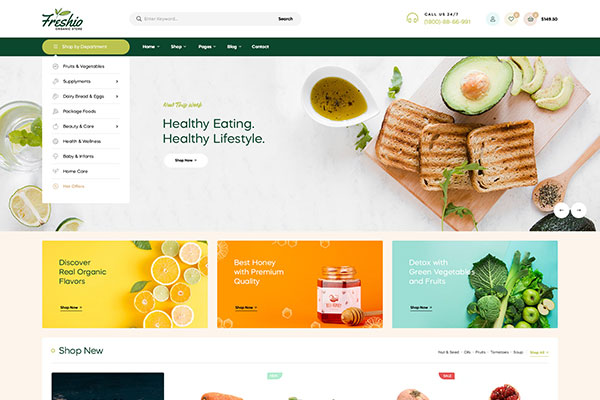 Freshio
ORGANIC STORE
Enter Keyword...
Search
CALL US 24/7
(1800)-88-66-991
$149.50
Shop by Department
Home
Shop
Pages
Blog
Contact
Fruits & Vegetables
Supplyments
Dairy Bread & Eggs
Package Foods
Beauty & Care
Health & Wellness
Baby & Infants
Home Care
Hot Offers
New This Week
Healthy Eating.
Healthy Lifestyle.
Shop Now
Discover
Real Organic
Flavors
Shop Now
Best Honey
with Premium
Quality
Shop Now
Detox with
Green Vegetables
and Fruits
Shop Now
Shop New
Nut & Seed
Oils
Fruits
Tomatoes
Soup
Shop All
NEW
SALE